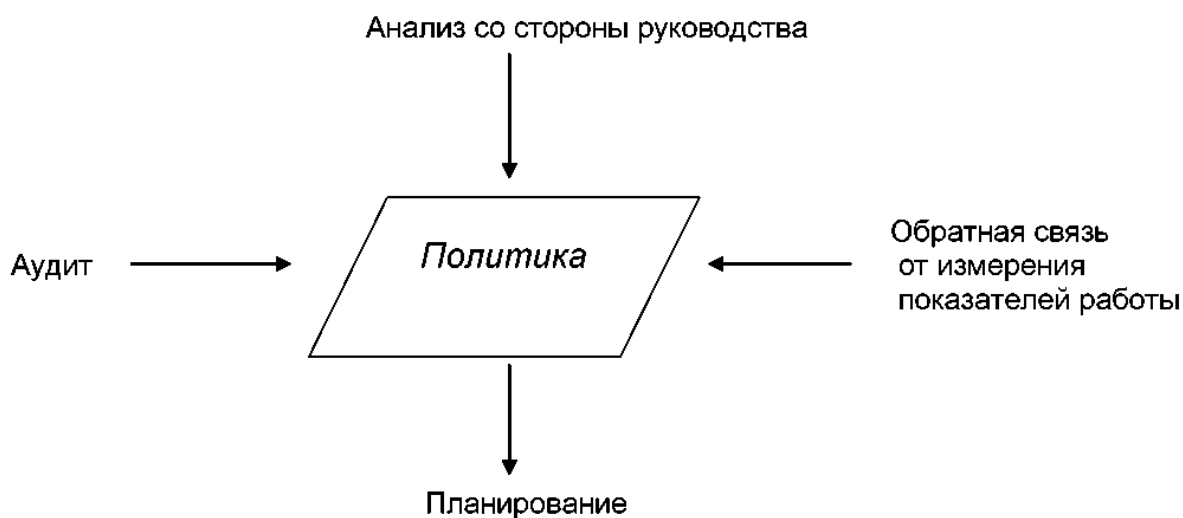 Анализ со стороны руководства
Политика
Аудит
Обратная связь
от измерения
показателей работы
Планирование